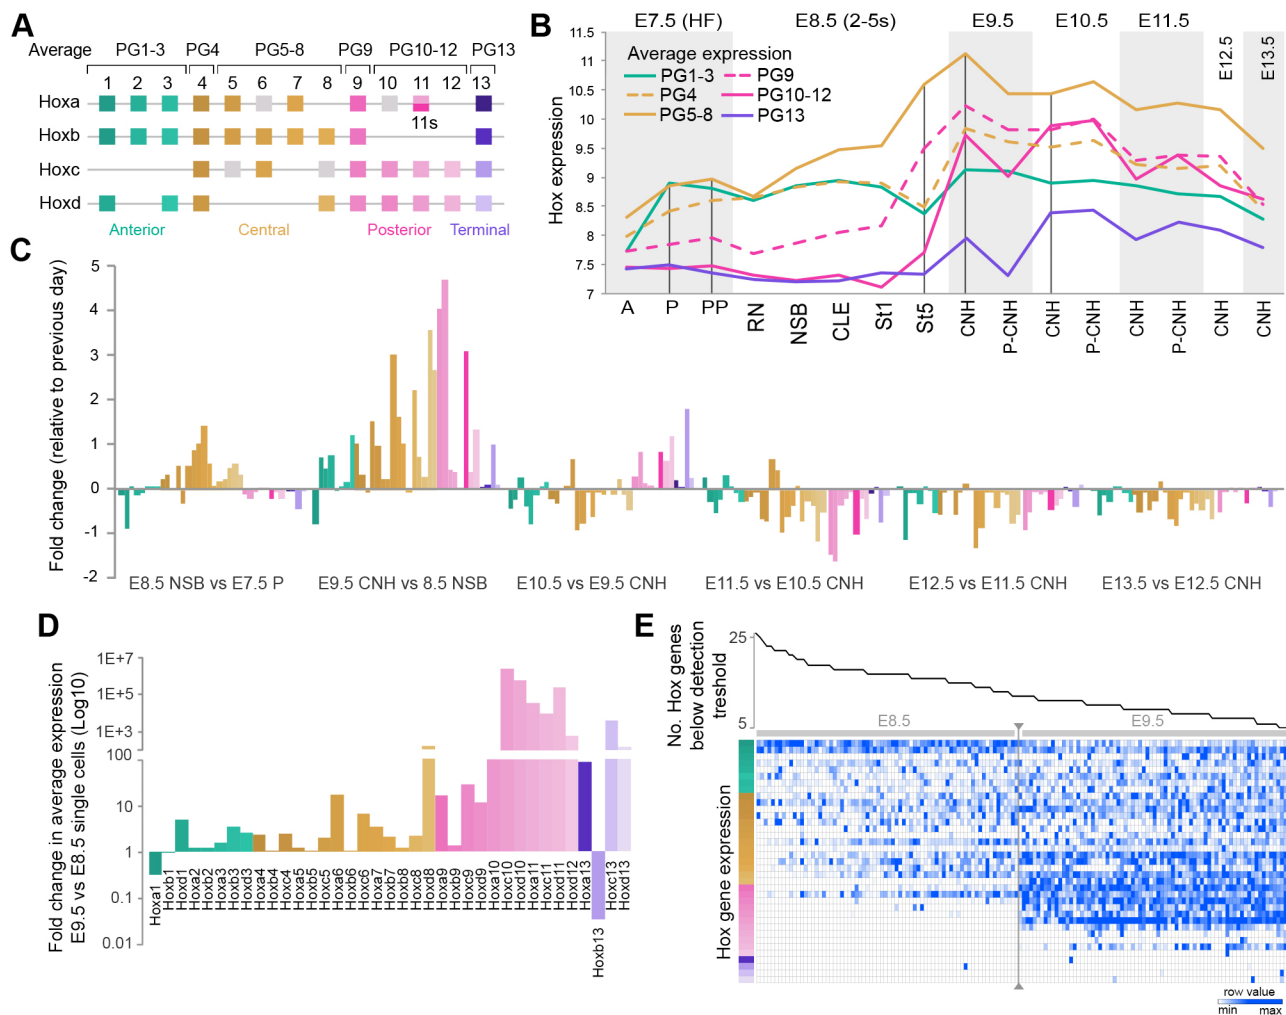 A
Average PG1-3 PG4 PG5-8 PG9 PG10-12 PG13
1 2 3 4 5 6 7 8 9 10 11 12 13
Hoxa
11s
Hoxb
Hoxc
Hoxd
Anterior Central Posterior Terminal
B
E7.5 (HF) E8.5 (2-5s) E9.5 E10.5 E11.5 E12.5 E13.5
Average expression
PG1-3 PG9
PG4 PG10-12
PG5-8 PG13
Hox expression
11.5
11
10.5
10
9.5
9
8.5
8
7.5
7
A P PP RN NSB CLE St1 St5 CNH P-CNH CNH P-CNH CNH P-CNH CNH CNH
C
Fold change (relative to previous day)
5
4
3
2
1
0
-1
-2
E8.5 NSB vs E7.5 P E9.5 CNH vs 8.5 NSB E10.5 vs E9.5 CNH E11.5 vs E10.5 CNH E12.5 vs E11.5 CNH E13.5 vs E12.5 CNH
D
Fold change in average expression
E9.5 vs E8.5 single cells (Log10)
1E+7
1E+5
1E+3
100
10
1
0.1
0.01
Hoxa1 Hoxb1 Hoxd1 Hoxa2 Hoxb2 Hoxa3 Hoxb3 Hoxd3 Hoxa4 Hoxb4 Hoxc4 Hoxa5 Hoxb5 Hoxc5 Hoxa6 Hoxb6 Hoxc6 Hoxa7 Hoxb7 Hoxb8 Hoxc8 Hoxd8 Hoxa9 Hoxb9 Hoxc9 Hoxd9 Hoxa10 Hoxc10 Hoxd10 Hoxa11 Hoxc11 Hoxd11 Hoxd12 Hoxa13 Hoxb13 Hoxc13 Hoxd13
E
No. Hox genes
below detection
treshold
25
5
E8.5 E9.5
Hox gene expression
row value
min max